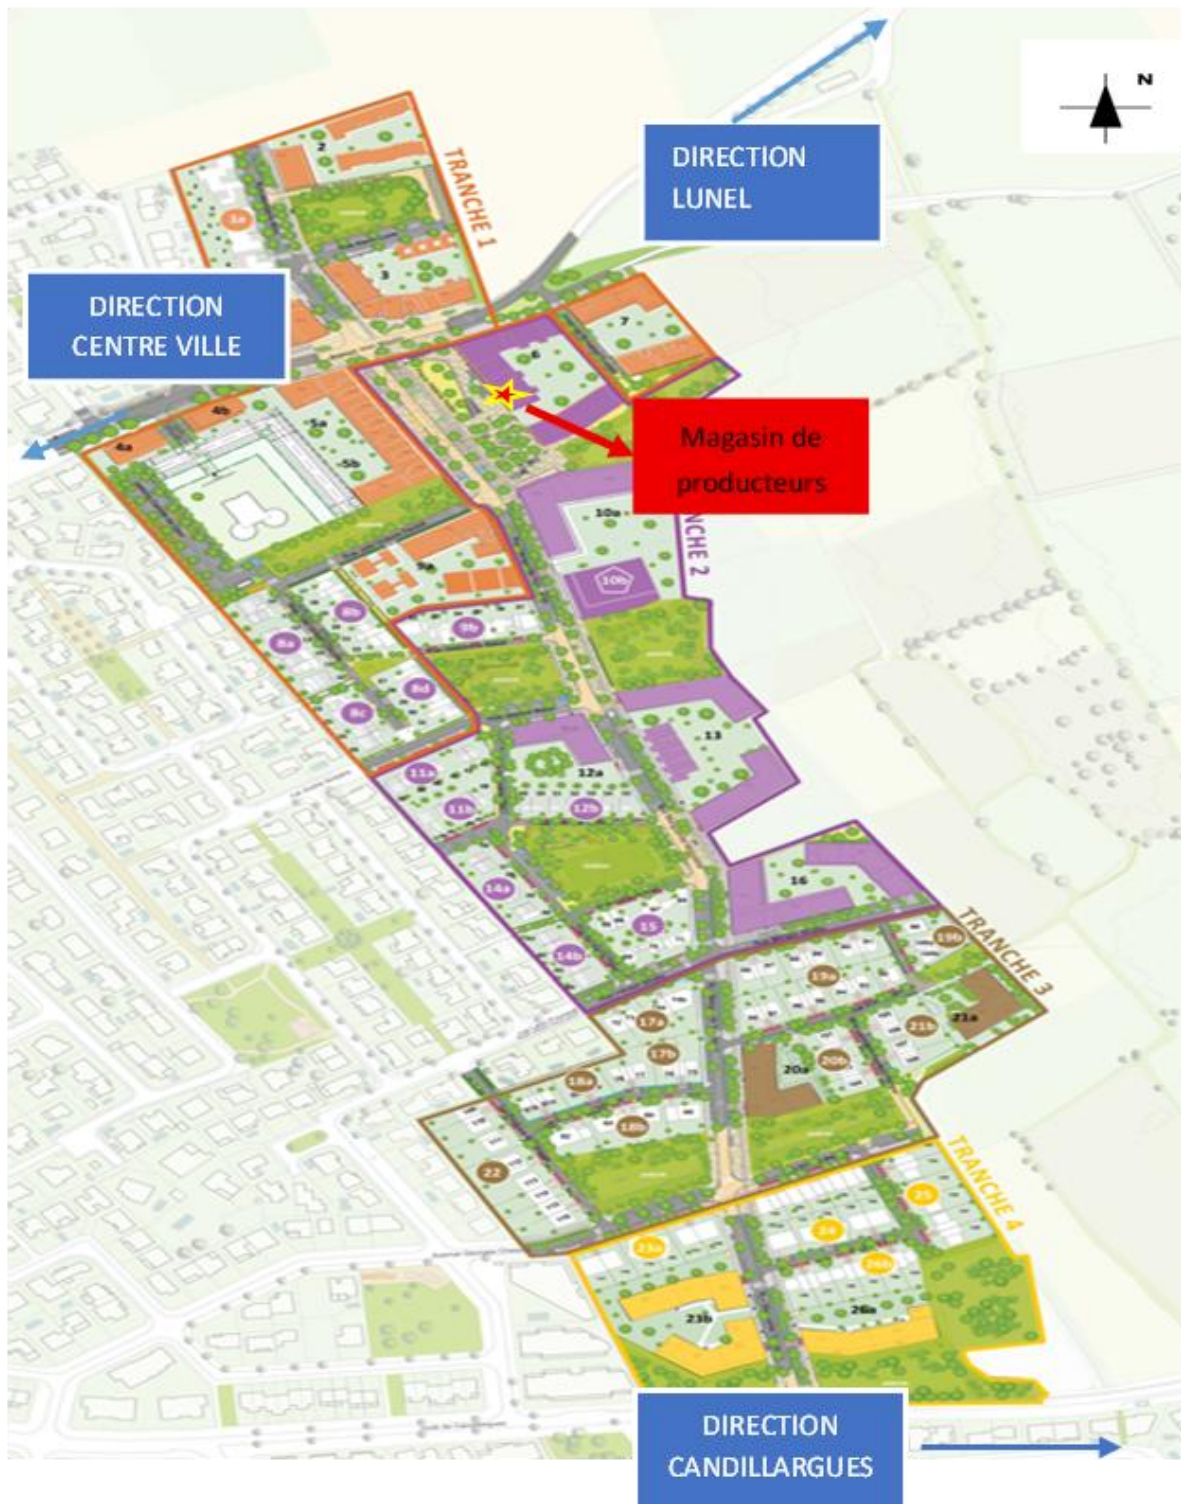 N
DIRECTION
LUNEL
2
TRANCHE 1
1a
3
DIRECTION
CENTRE VILLE
7
6
4b
4a
5a
5b
Magasin de
producteurs
10a
NCHE 2
9a
10b
8b
9b
8a
8d
8c
13
11a
12a
11b
12b
16
14a
15
14b
TRANCHE 3
19b
19a
17a
21a
21b
17b
20b
20a
18a
18b
22
TRANCHE 4
25
24
23a
26b
26a
23b
DIRECTION
CANDILLARGUES